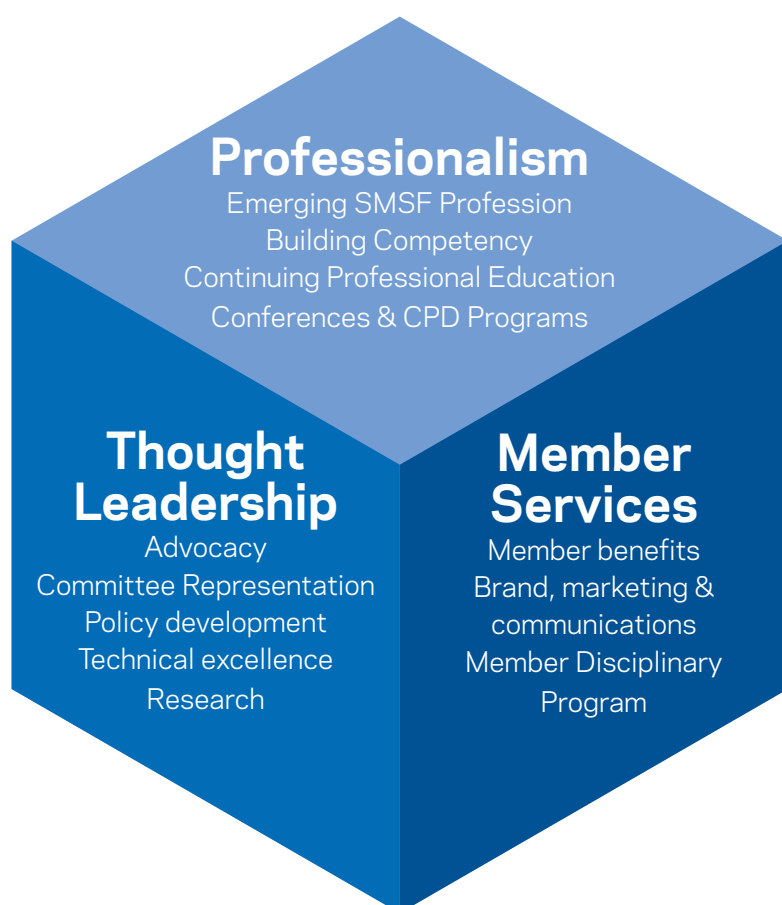 Professionalism
Emerging SMSF Profession
Building Competency
Continuing Professional Education
Conferences & CPD Programs
Thought
Leadership
Advocacy
Committee Representation
Policy development
Technical excellence
Research
Member
Services
Member benefits
Brand, marketing &
communications
Member Disciplinary
Program